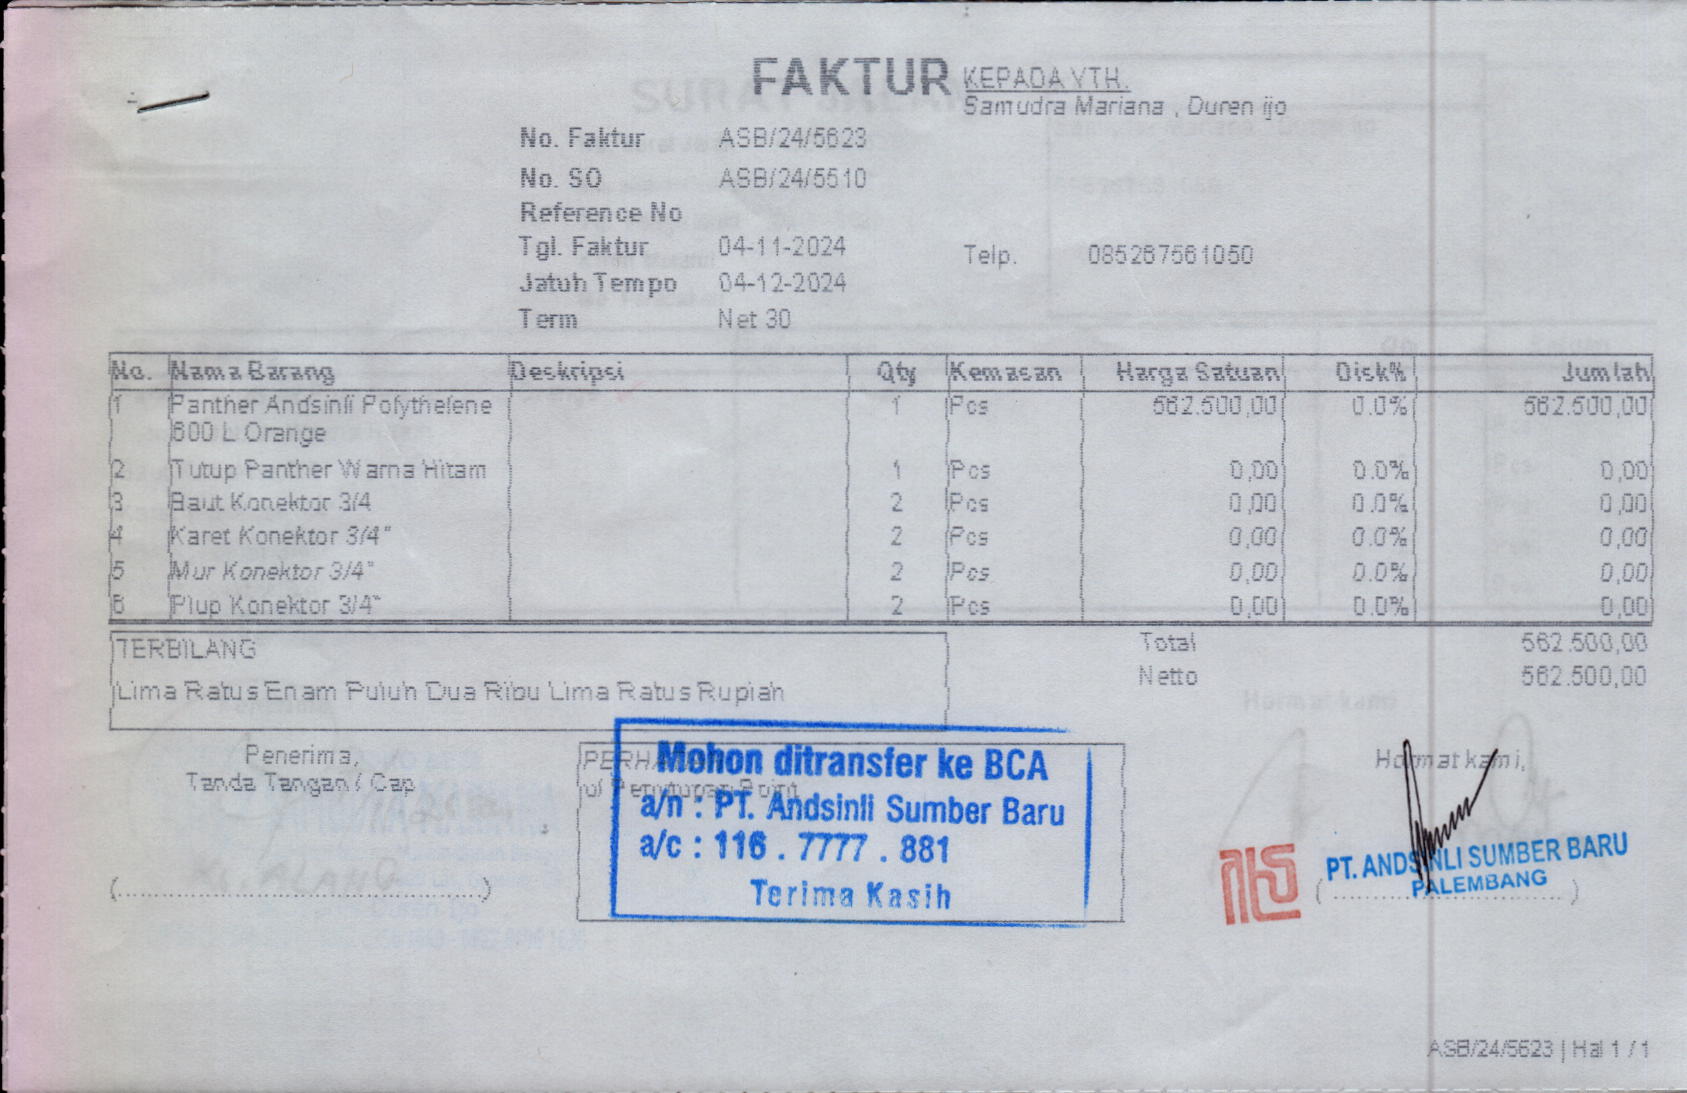 FAKTUR
KEPADA YTH.
Samudra Mariana , Duren ijo
No. Faktur ASB/24/5623
No. SO ASB/24/5510
Reference No
Tgl. Faktur 04-11-2024
Telp. 085267561050
Jatuh Tempo 04-12-2024
Term Net 30
No. Nama Barang Deskripsi Qty Kemasan Harga Satuan Disk% Jumlah
1 Panther Andsinli Polythelene 1 Pcs 562.500,00 0.0% 562.500,00
600 L Orange
2 Tutup Panther Warna Hitam 1 Pcs 0,00 0.0% 0,00
3 Baut Konektor 3/4 2 Pcs 0,00 0.0% 0,00
4 Karet Konektor 3/4" 2 Pcs 0,00 0.0% 0,00
5 Mur Konektor 3/4" 2 Pcs 0,00 0.0% 0,00
6 Plup Konektor 3/4" 2 Pcs 0,00 0.0% 0,00
TERBILANG
Lima Ratus Enam Puluh Dua Ribu Lima Ratus Rupiah
Total 562.500,00
Netto 562.500,00
Penerima,
Tanda Tangan / Cap
Mohon ditransfer ke BCA
a/n : PT. Andsinli Sumber Baru
a/c : 116 . 7777 . 881
Terima Kasih
Hormat kami,
PT. ANDSINLI SUMBER BARU
PALEMBANG
ASB/24/5623 | Hal 1 / 1